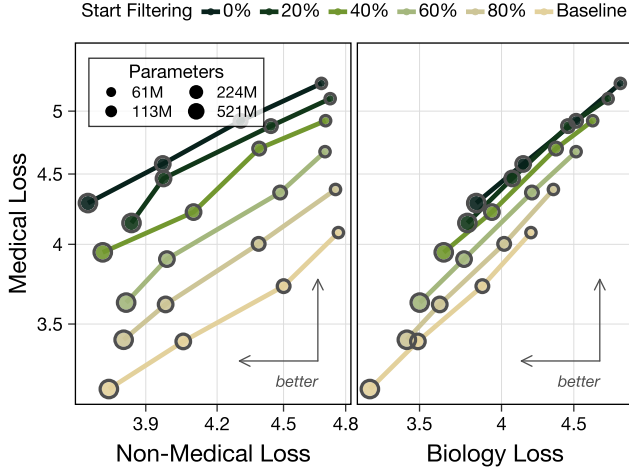 Start Filtering 0% 20% 40% 60% 80% Baseline
Parameters
61M 224M
113M 521M
Medical Loss
5
4.5
4
3.5
better
better
3.9 4.2 4.5 4.8
3.5 4 4.5
Non-Medical Loss
Biology Loss